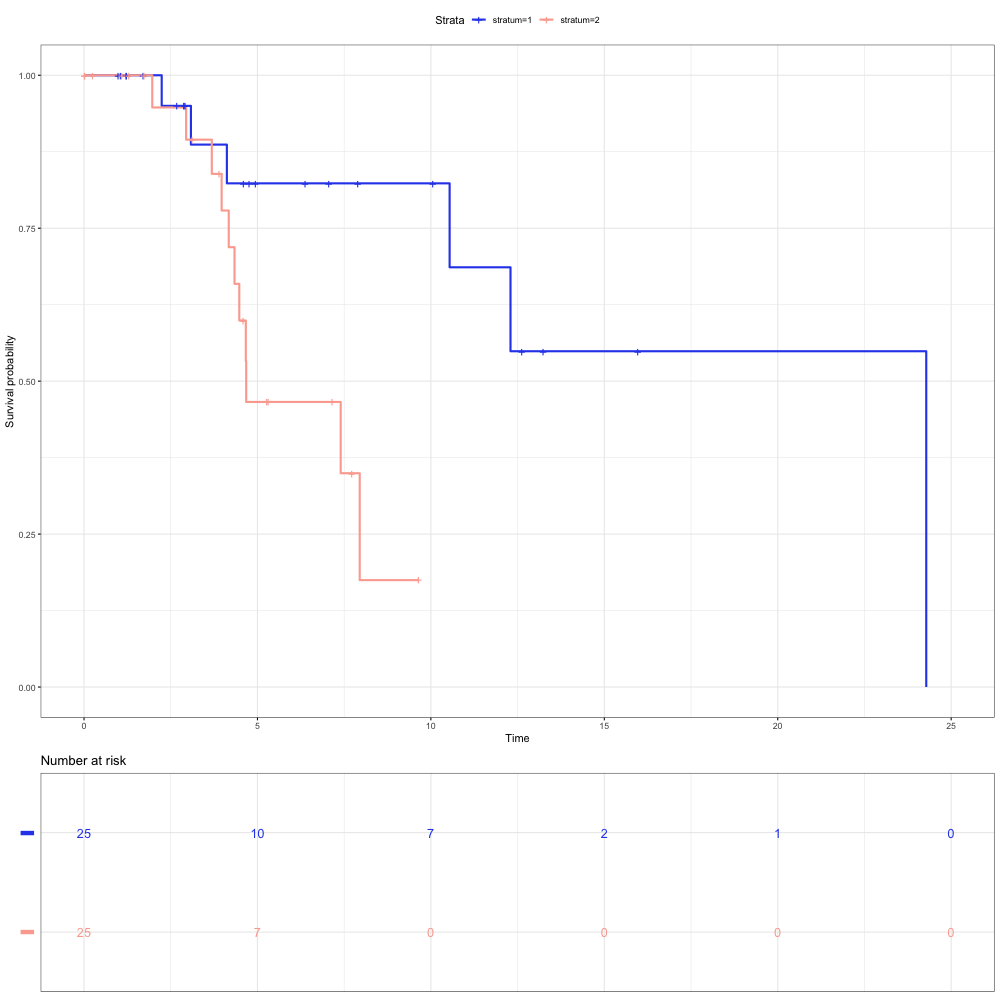 Strata stratum=1 stratum=2
1.00
0.75
0.50
0.25
0.00
Survival probability
0 5 10 15 20 25
Time
Number at risk
25 10 7 2 1 0
25 7 0 0 0 0